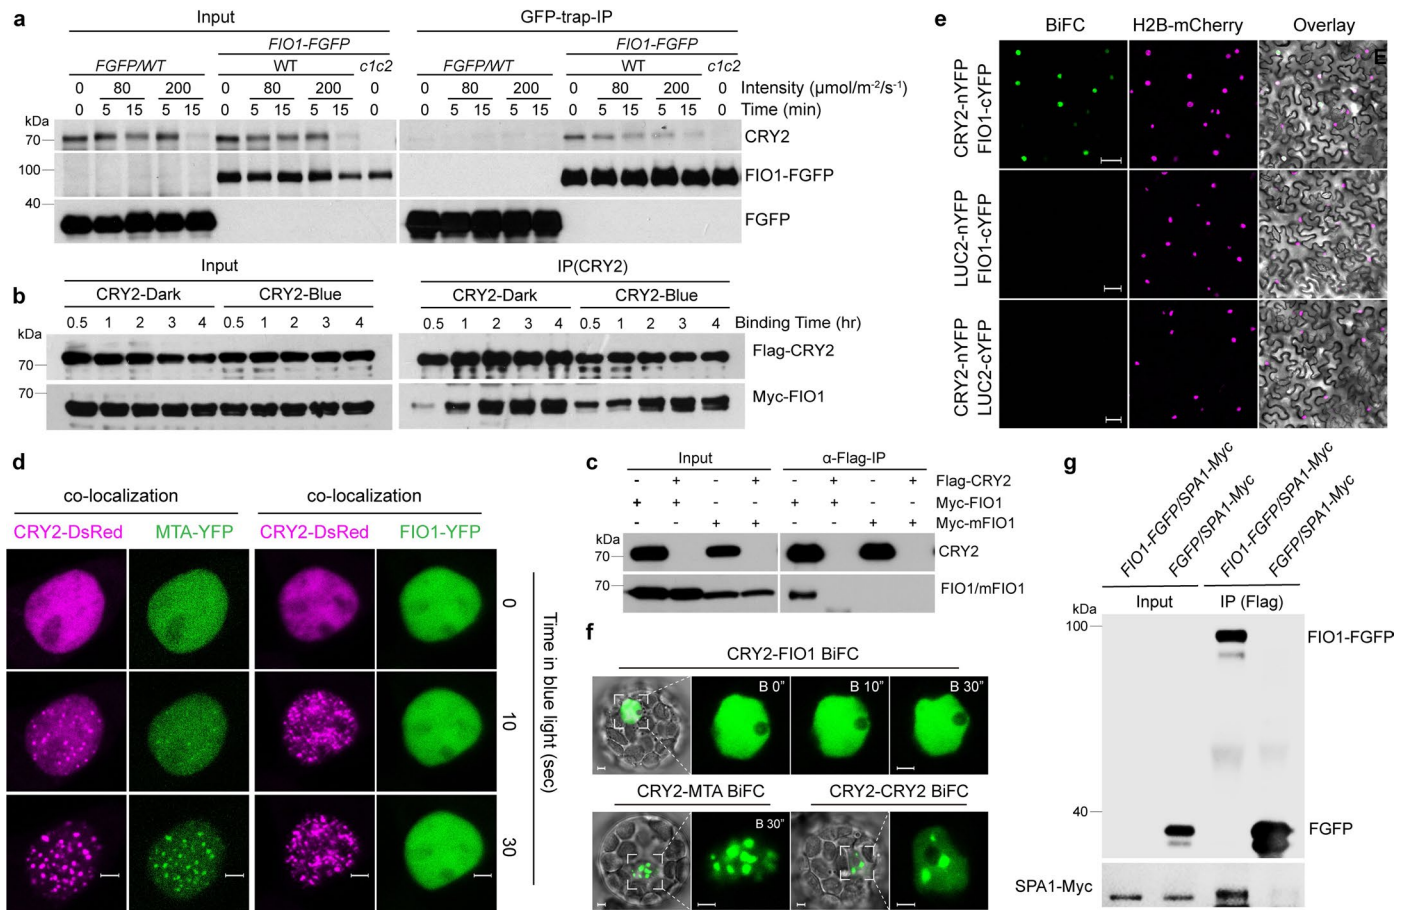 a
Input
GFP-trap-IP
FIO1-FGFP
FIO1-FGFP
FGFP/WT
WT
c1c2
FGFP/WT
WT
c1c2
0 80 200 0 80 200 0
0 80 200 0 80 200 0
Intensity (μmol/m⁻²/s⁻¹)
0 5 15 5 15 0 5 15 5 15 0
0 5 15 5 15 0 5 15 5 15 0
Time (min)
kDa
70
CRY2
100
FIO1-FGFP
40
FGFP
b
Input
IP(CRY2)
CRY2-Dark
CRY2-Blue
CRY2-Dark
CRY2-Blue
0.5 1 2 3 4 0.5 1 2 3 4
0.5 1 2 3 4 0.5 1 2 3 4
Binding Time (hr)
kDa
70
Flag-CRY2
70
Myc-FIO1
c
Input
α-Flag-IP
- + - + - + - + Flag-CRY2
+ + - - + + - - Myc-FIO1
- - + + - - + + Myc-mFIO1
kDa
70
CRY2
70
FIO1/mFIO1
d
co-localization
co-localization
CRY2-DsRed
MTA-YFP
CRY2-DsRed
FIO1-YFP
0
10
30
Time in blue light (sec)
e
BiFC
H2B-mCherry
Overlay
E
CRY2-nYFP
FIO1-cYFP
LUC2-nYFP
FIO1-cYFP
CRY2-nYFP
LUC2-cYFP
f
CRY2-FIO1 BiFC
B 0”
B 10”
B 30”
CRY2-MTA BiFC
CRY2-CRY2 BiFC
B 30”
g
FIO1-FGFP/SPA1-Myc
FGFP/SPA1-Myc
FIO1-FGFP/SPA1-Myc
FGFP/SPA1-Myc
Input
IP (Flag)
kDa
100
FIO1-FGFP
40
FGFP
SPA1-Myc